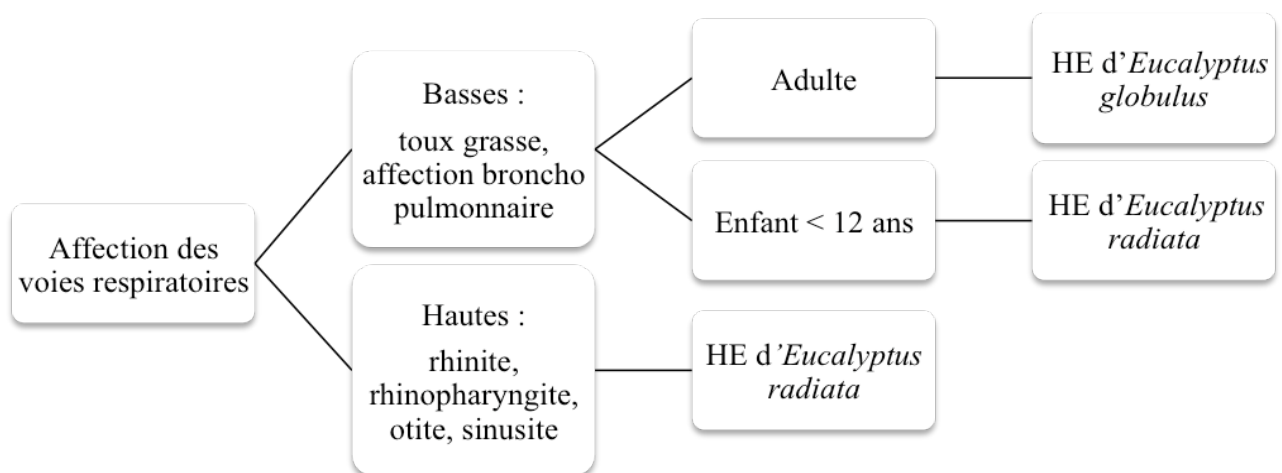 Affection des
voies respiratoires
Basses :
toux grasse,
affection broncho
pulmonnaire
Adulte
HE d’Eucalyptus
globulus
Enfant < 12 ans
HE d’Eucalyptus
radiata
Hautes :
rhinite,
rhinopharyngite,
otite, sinusite
HE d’Eucalyptus
radiata